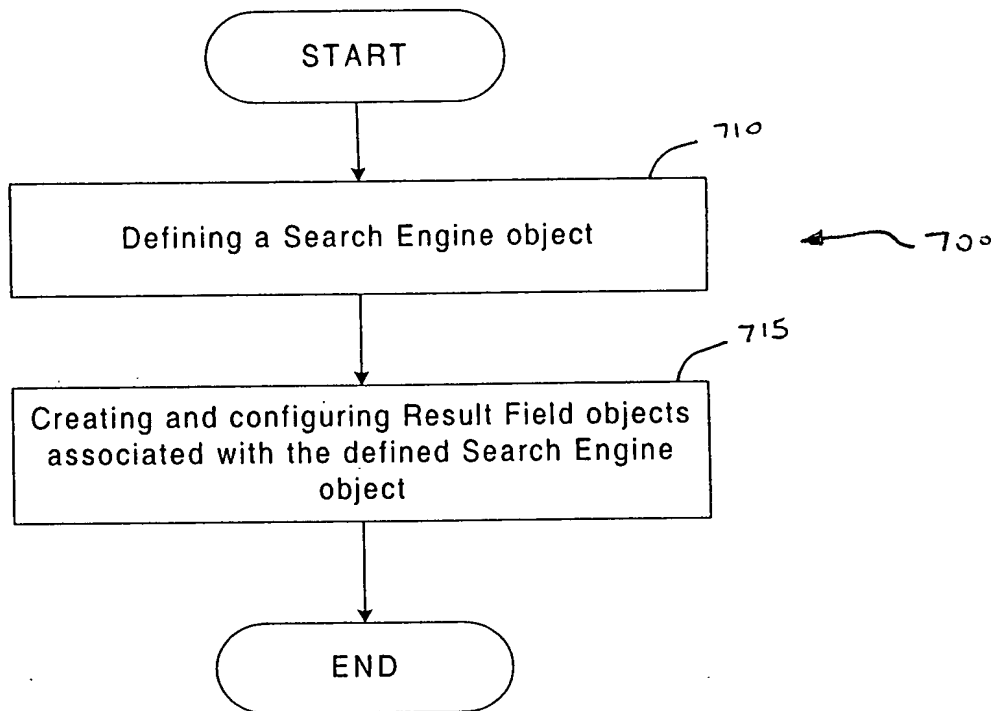 START
710
Defining a Search Engine object
700
715
Creating and configuring Result Field objects
associated with the defined Search Engine
object
END